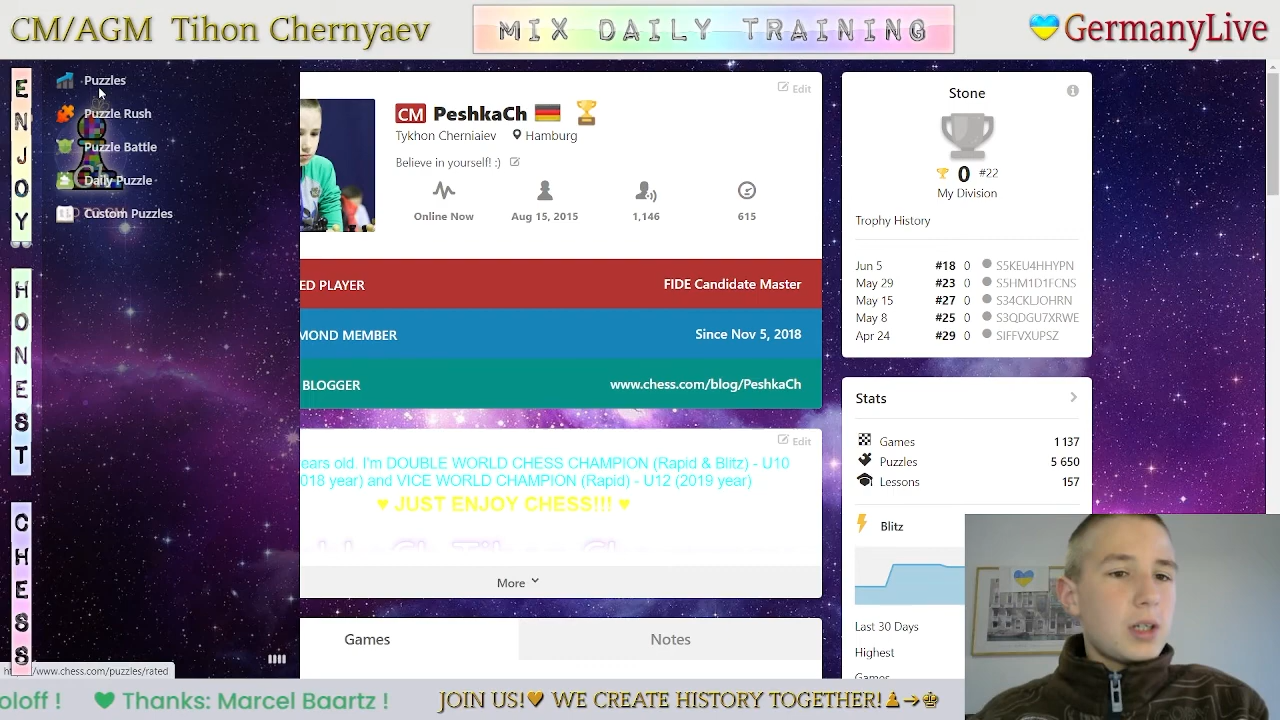 CM/AGM Tihon Chernyaev
MIX DAILY TRAINING
GermanyLive
ENJOY
HONEST
CHESS
Puzzles
Puzzle Rush
Puzzle Battle
Daily Puzzle
Custom Puzzles
Edit
CM PeshkaCh
Tykhon Cherniaiev Hamburg
Believe in yourself! :)
Online Now
Aug 15, 2015
1,146
615
ED PLAYER FIDE Candidate Master
MOND MEMBER Since Nov 5, 2018
BLOGGER www.chess.com/blog/PeshkaCh
Edit
ears old. I'm DOUBLE WORLD CHESS CHAMPION (Rapid & Blitz) - U10
018 year) and VICE WORLD CHAMPION (Rapid) - U12 (2019 year)
♥ JUST ENJOY CHESS!!! ♥
More
Games
Notes
Stone
0 #22
My Division
Trophy History
Jun 5 #18 0 S5KEU4HHYPN
May 29 #23 0 S5HM1D1FCNS
May 15 #27 0 S34CKLJOHRN
May 8 #25 0 S3QDGU7XRWE
Apr 24 #29 0 SIFFVXUPSZ
Stats
Games 1 137
Puzzles 5 650
Lessons 157
Blitz
Last 30 Days
Highest
Games
www.chess.com/puzzles/rated
oloff ! Thanks: Marcel Baartz !
JOIN US! WE CREATE HISTORY TOGETHER!